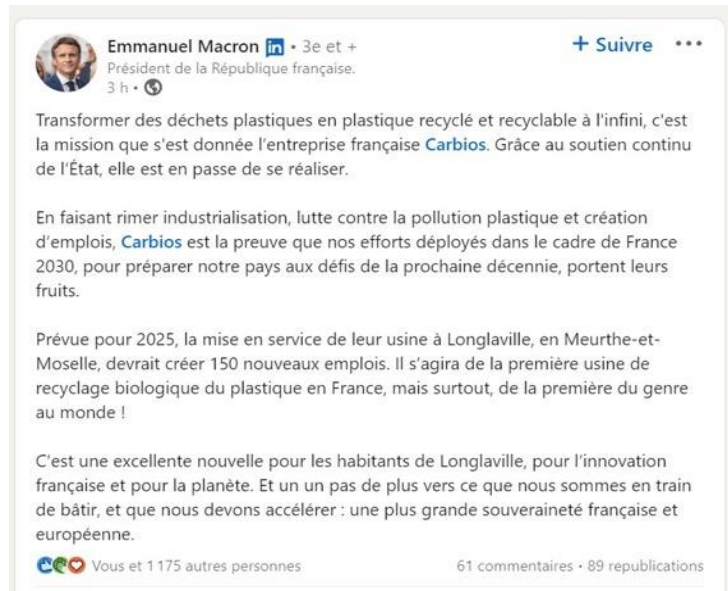 Emmanuel Macron in • 3e et +
+ Suivre •••
Président de la République française.
3 h •
Transformer des déchets plastiques en plastique recyclé et recyclable à l'infini, c'est
la mission que s'est donnée l'entreprise française Carbios. Grâce au soutien continu
de l'État, elle est en passe de se réaliser.
En faisant rimer industrialisation, lutte contre la pollution plastique et création
d'emplois, Carbios est la preuve que nos efforts déployés dans le cadre de France
2030, pour préparer notre pays aux défis de la prochaine décennie, portent leurs
fruits.
Prévue pour 2025, la mise en service de leur usine à Longlaville, en Meurthe-et-
Moselle, devrait créer 150 nouveaux emplois. Il s'agira de la première usine de
recyclage biologique du plastique en France, mais surtout, de la première du genre
au monde !
C'est une excellente nouvelle pour les habitants de Longlaville, pour l'innovation
française et pour la planète. Et un un pas de plus vers ce que nous sommes en train
de bâtir, et que nous devons accélérer : une plus grande souveraineté française et
européenne.
Vous et 1 175 autres personnes
61 commentaires • 89 republications